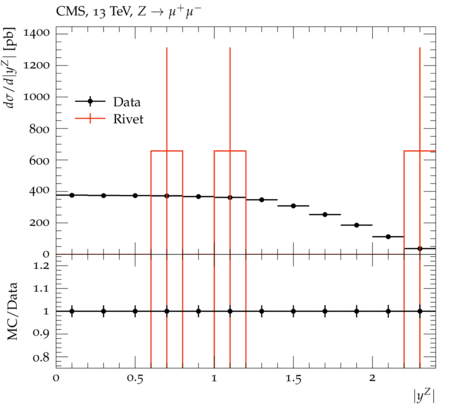 CMS, 13 TeV, Z → μ⁺μ⁻
dσ/d|y^Z| [pb]
1400
1200
1000
800
600
400
200
0
Data
Rivet
MC/Data
1.2
1.1
1
0.9
0.8
0 0.5 1 1.5 2
|y^Z|